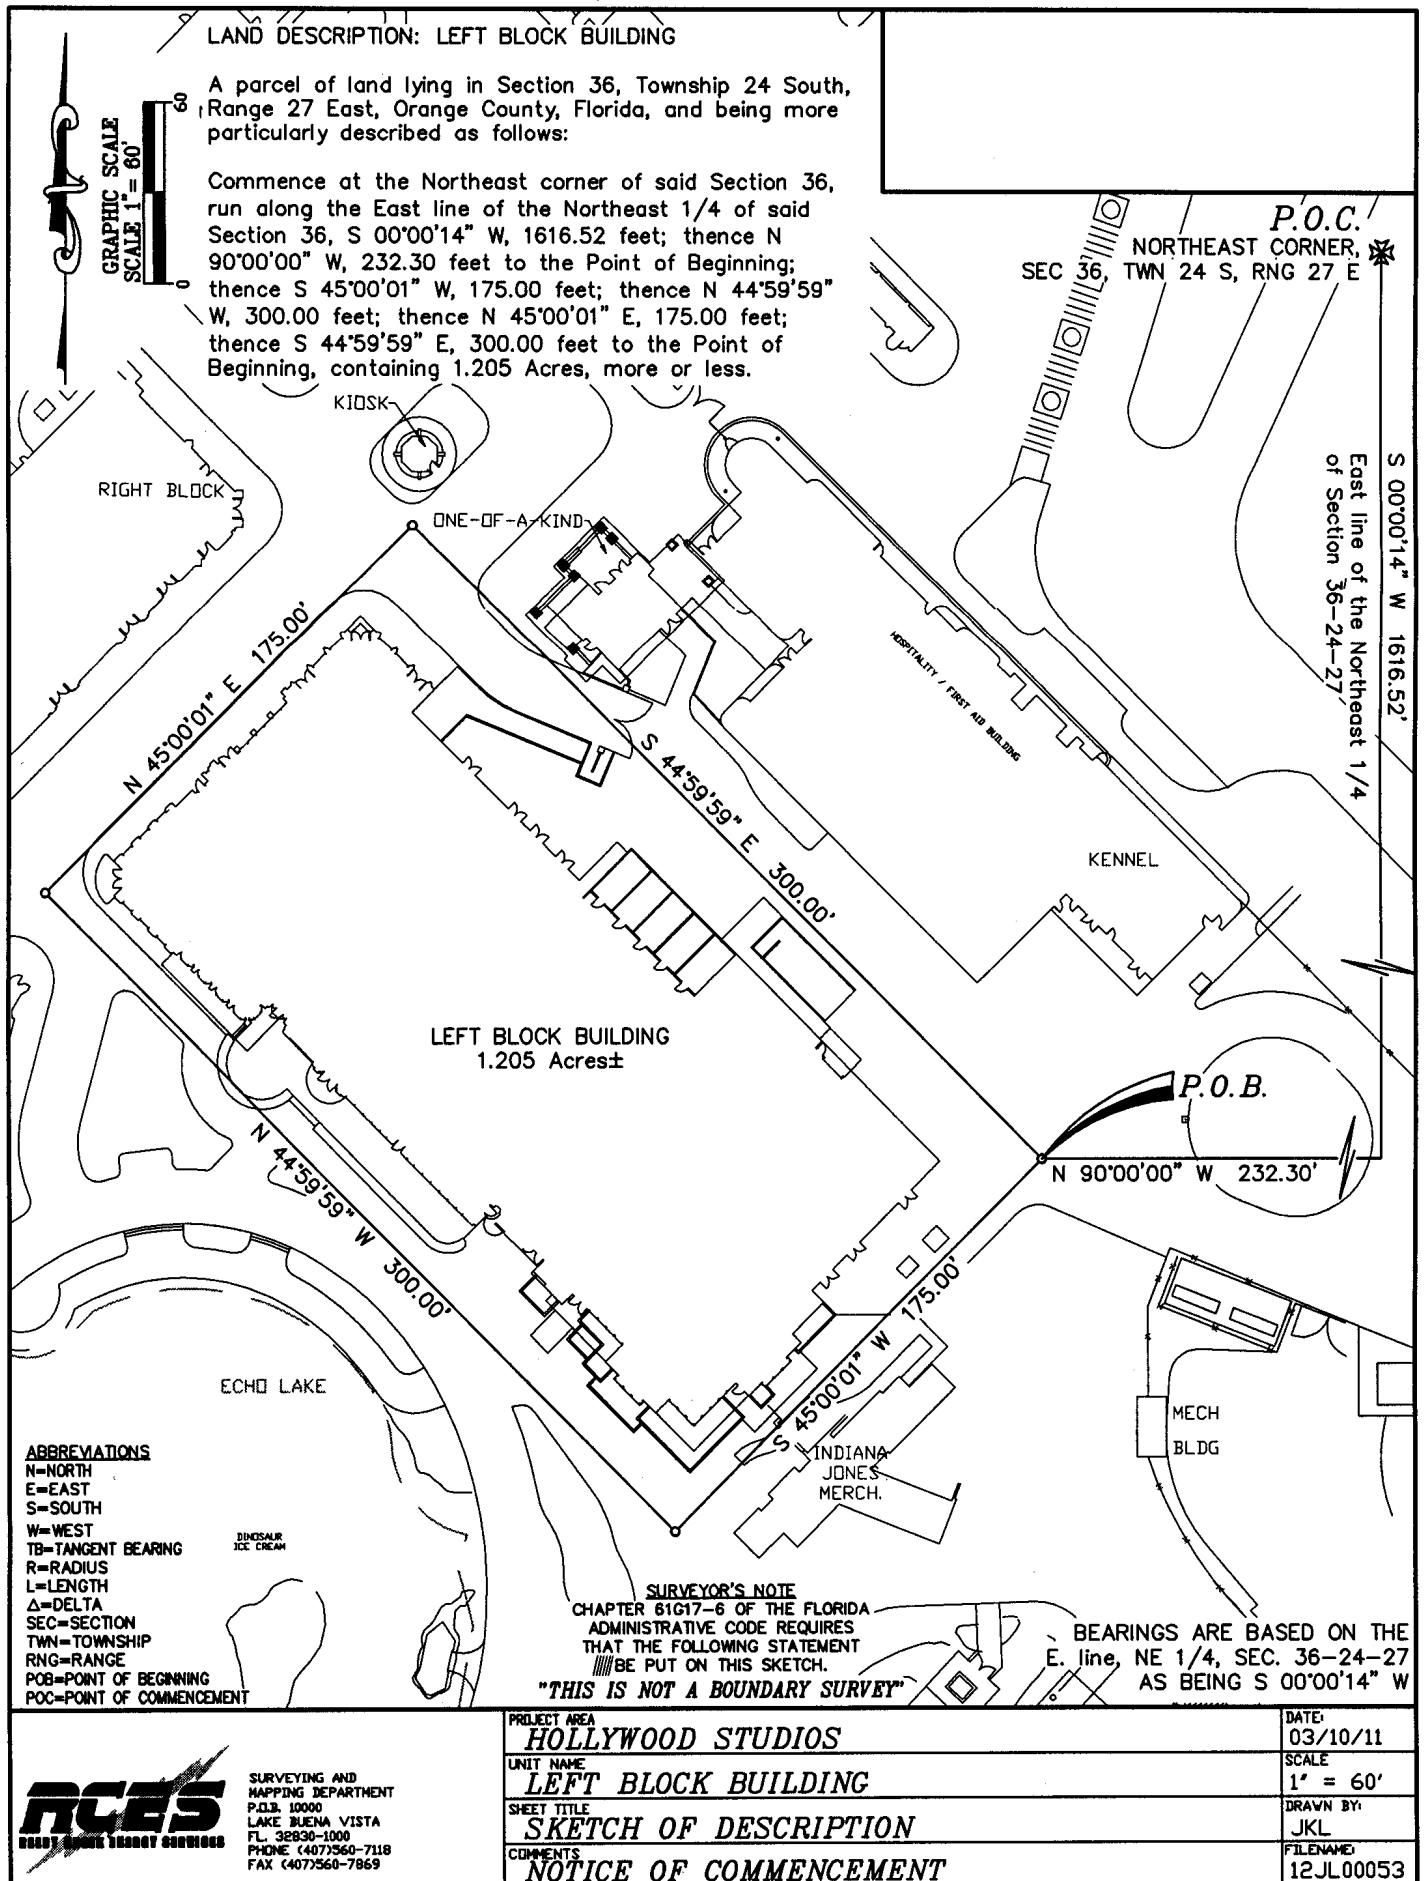 LAND DESCRIPTION: LEFT BLOCK BUILDING
A parcel of land lying in Section 36, Township 24 South,
Range 27 East, Orange County, Florida, and being more
particularly described as follows:
Commence at the Northeast corner of said Section 36,
run along the East line of the Northeast 1/4 of said
Section 36, S 00°00'14" W, 1616.52 feet; thence N
90°00'00" W, 232.30 feet to the Point of Beginning;
thence S 45°00'01" W, 175.00 feet; thence N 44°59'59"
W, 300.00 feet; thence N 45°00'01" E, 175.00 feet;
thence S 44°59'59" E, 300.00 feet to the Point of
Beginning, containing 1.205 Acres, more or less.
GRAPHIC SCALE
SCALE 1"= 60'
60
0
P.O.C.
NORTHEAST CORNER,
SEC 36, TWN 24 S, RNG 27 E
S 00°00'14" W 1616.52'
East line of the Northeast 1/4
of Section 36-24-27
KIOSK
RIGHT BLOCK
ONE-OF-A-KIND
HOSPITALITY / FIRST AID BUILDING
N 45°00'01" E 175.00'
S 44°59'59" E 300.00'
KENNEL
LEFT BLOCK BUILDING
1.205 Acres±
P.O.B.
N 90°00'00" W 232.30'
N 44°59'59" W 300.00'
S 45°00'01" W 175.00'
ECHO LAKE
INDIANA
JONES
MERCH.
MECH
BLDG
ABBREVIATIONS
N=NORTH
E=EAST
S=SOUTH
W=WEST
TB=TANGENT BEARING
R=RADIUS
L=LENGTH
Δ=DELTA
SEC=SECTION
TWN=TOWNSHIP
RNG=RANGE
POB=POINT OF BEGINNING
POC=POINT OF COMMENCEMENT
DINOSAUR
ICE CREAM
SURVEYOR'S NOTE
CHAPTER 61G17-6 OF THE FLORIDA
ADMINISTRATIVE CODE REQUIRES
THAT THE FOLLOWING STATEMENT
BE PUT ON THIS SKETCH.
"THIS IS NOT A BOUNDARY SURVEY"
BEARINGS ARE BASED ON THE
E. line, NE 1/4, SEC. 36-24-27
AS BEING S 00°00'14" W
RCES
REEDY CREEK ENERGY SERVICES
SURVEYING AND
MAPPING DEPARTMENT
P.O.B. 10000
LAKE BUENA VISTA
FL. 32830-1000
PHONE (407)560-7118
FAX (407)560-7869
PROJECT AREA
HOLLYWOOD STUDIOS
UNIT NAME
LEFT BLOCK BUILDING
SHEET TITLE
SKETCH OF DESCRIPTION
COMMENTS
NOTICE OF COMMENCEMENT
DATE:
03/10/11
SCALE
1" = 60'
DRAWN BY:
JKL
FILENAME:
12JL00053